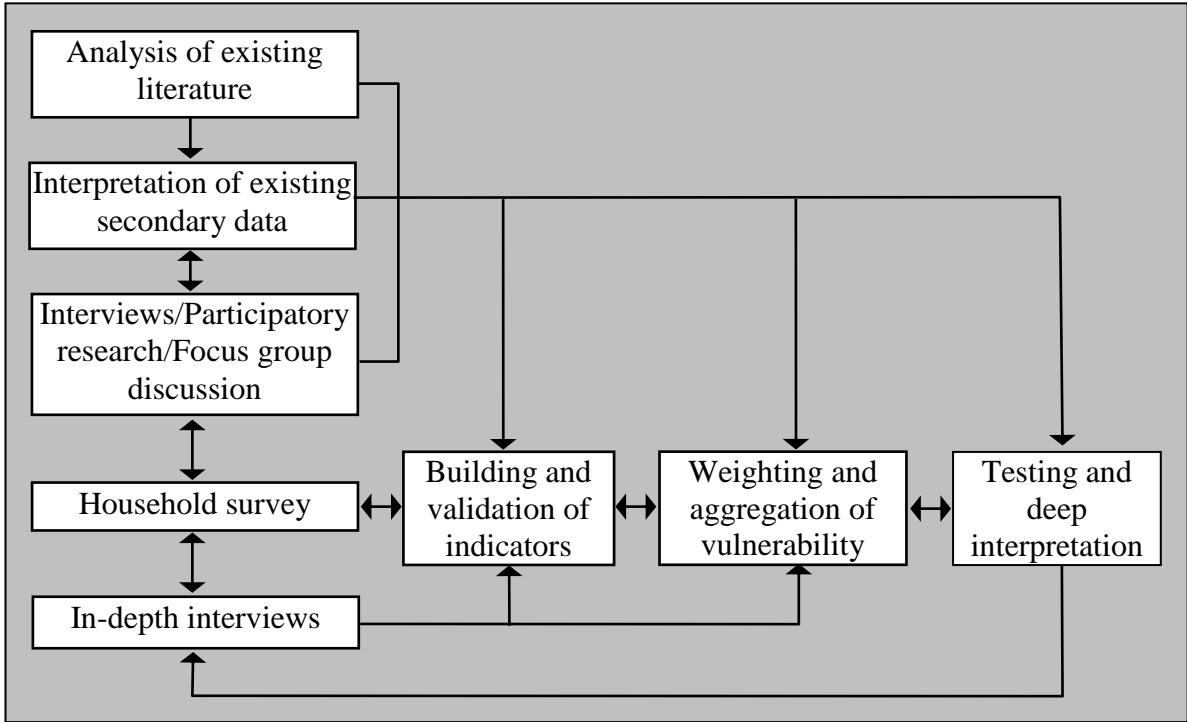 Analysis of existing
literature
Interpretation of existing
secondary data
Interviews/Participatory
research/Focus group
discussion
Household survey
In-depth interviews
Building and
validation of
indicators
Weighting and
aggregation of
vulnerability
Testing and
deep
interpretation